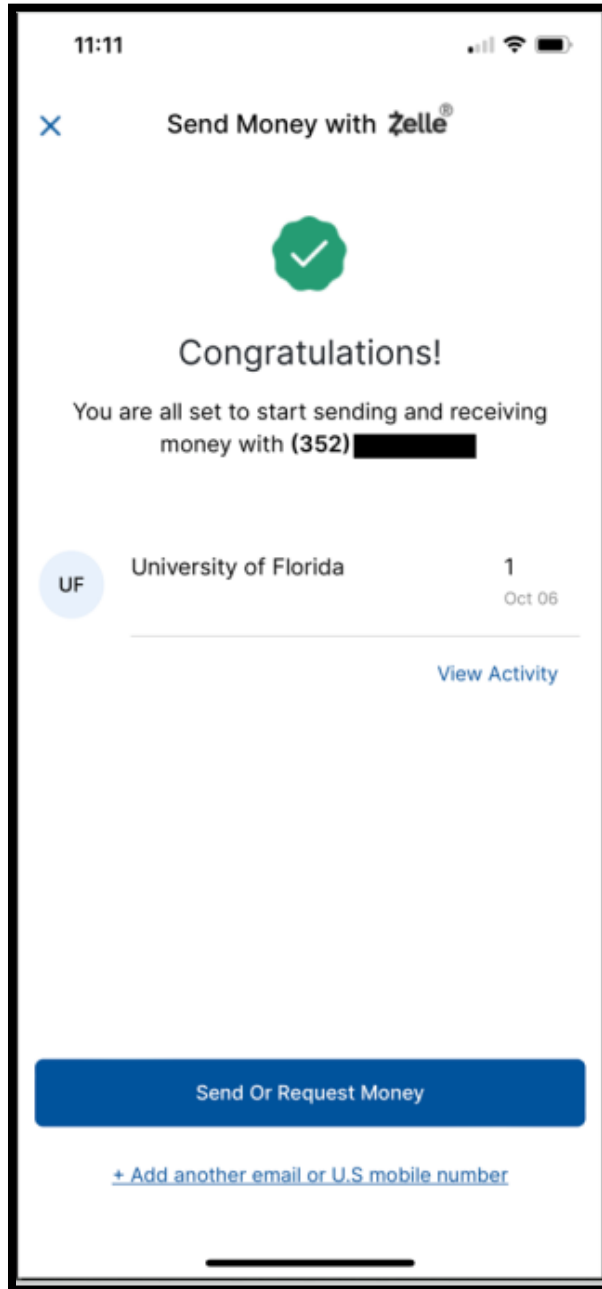 11:11
Send Money with Zelle®
Congratulations!
You are all set to start sending and receiving
money with (352)
UF
University of Florida
1
Oct 06
View Activity
Send Or Request Money
+ Add another email or U.S mobile number